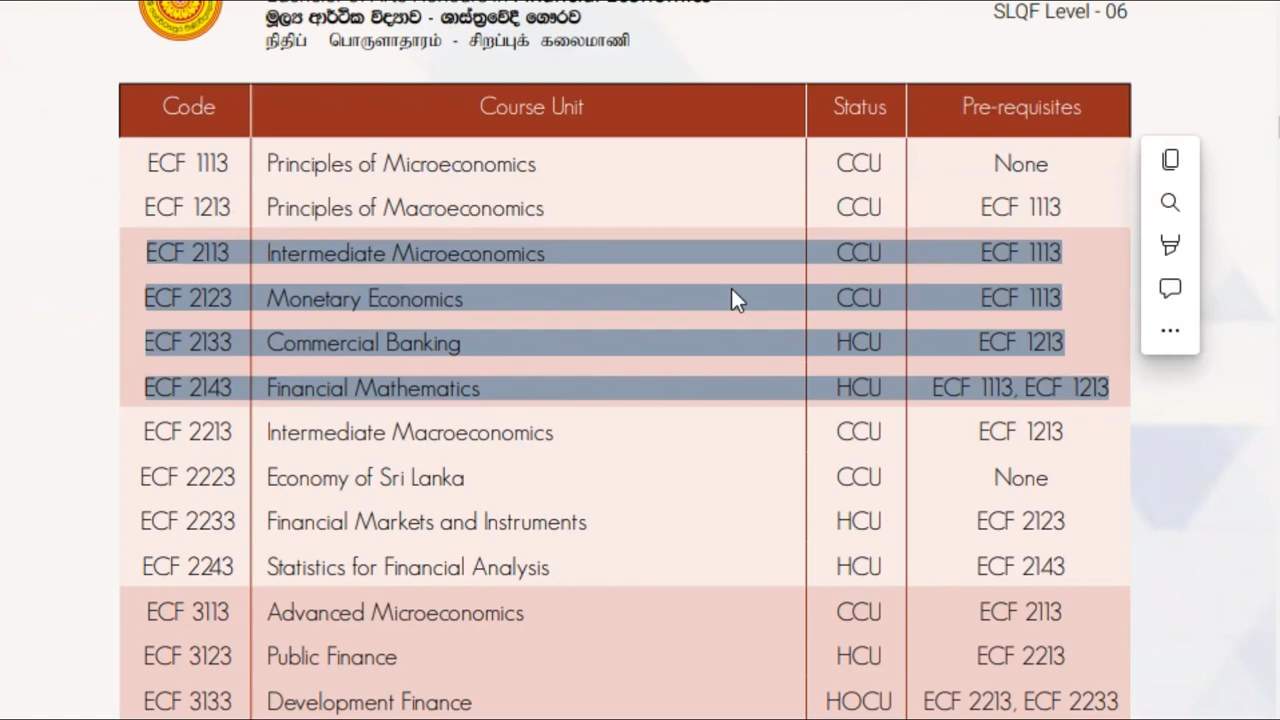 SLQF Level - 06
මූල්‍ය ආර්ථික විද්‍යාව - ශාස්ත්‍රවේදී ගෞරව
நிதிப் பொருளாதாரம் - சிறப்புக் கலைமாணி
Code Course Unit Status Pre-requisites
ECF 1113 Principles of Microeconomics CCU None
ECF 1213 Principles of Macroeconomics CCU ECF 1113
ECF 2113 Intermediate Microeconomics CCU ECF 1113
ECF 2123 Monetary Economics CCU ECF 1113
ECF 2133 Commercial Banking HCU ECF 1213
ECF 2143 Financial Mathematics HCU ECF 1113, ECF 1213
ECF 2213 Intermediate Macroeconomics CCU ECF 1213
ECF 2223 Economy of Sri Lanka CCU None
ECF 2233 Financial Markets and Instruments HCU ECF 2123
ECF 2243 Statistics for Financial Analysis HCU ECF 2143
ECF 3113 Advanced Microeconomics CCU ECF 2113
ECF 3123 Public Finance HCU ECF 2213
ECF 3133 Development Finance HOCU ECF 2213, ECF 2233